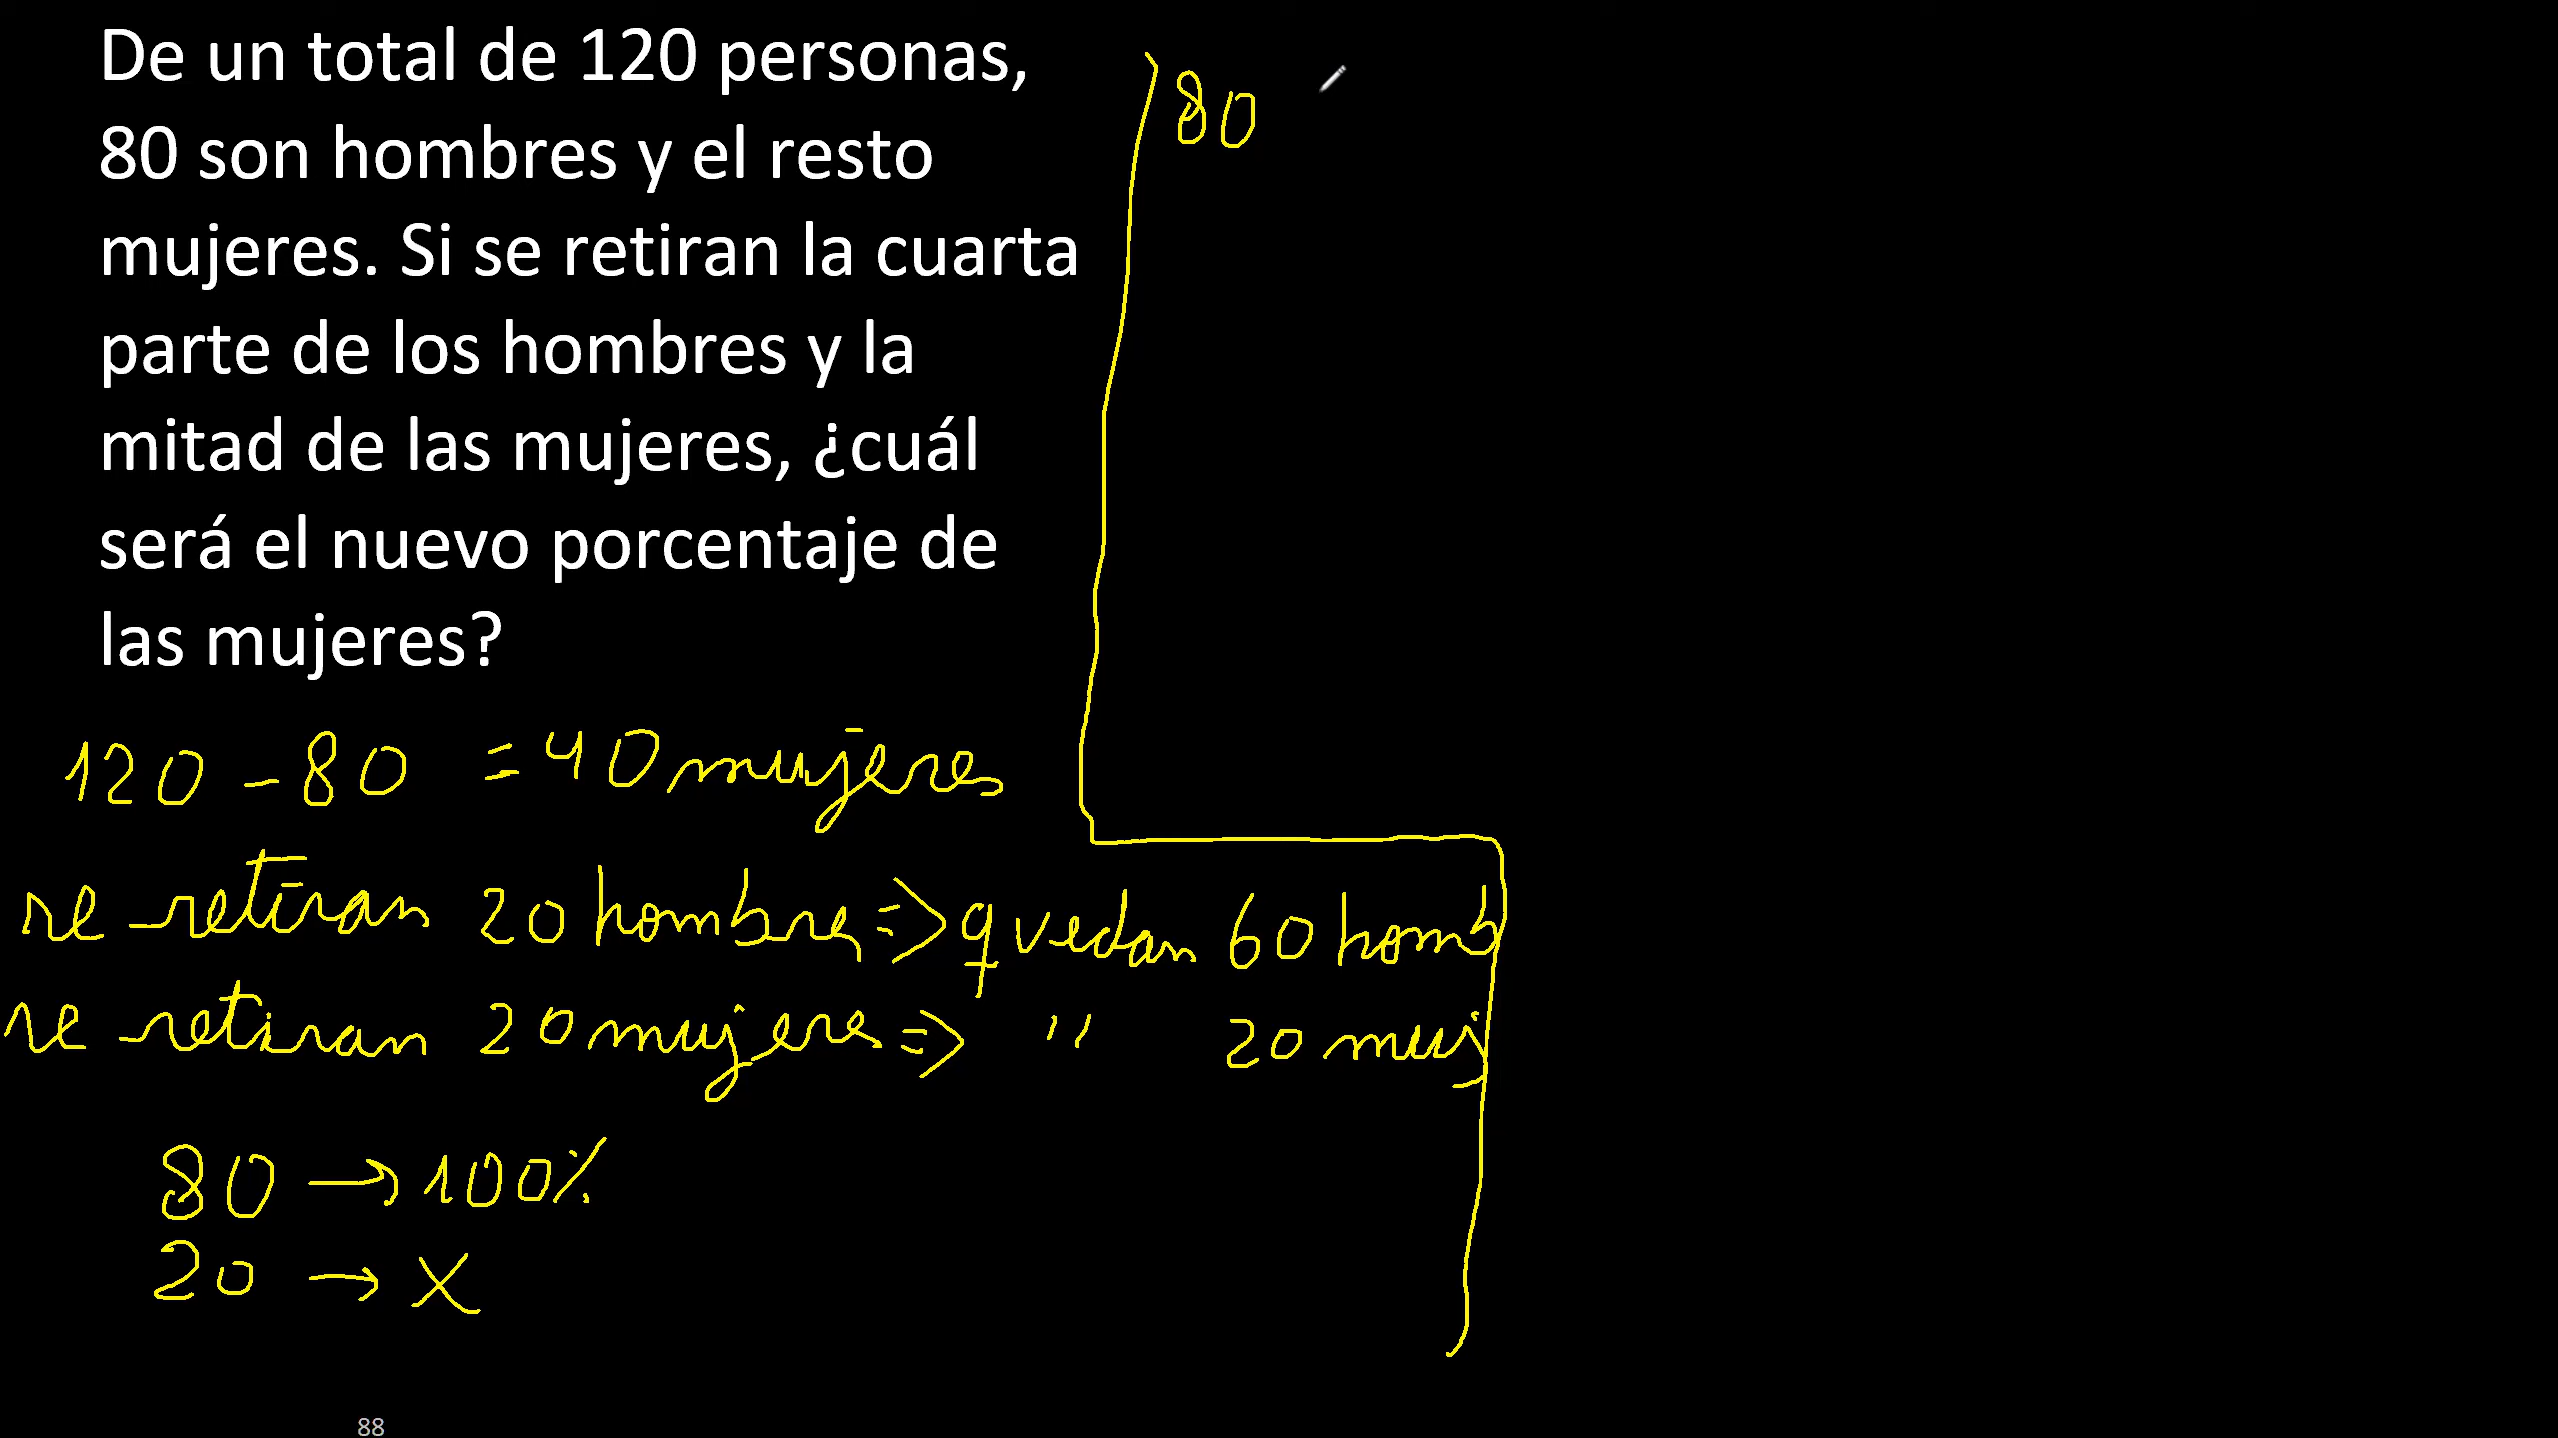 De un total de 120 personas,
80 son hombres y el resto
mujeres. Si se retiran la cuarta
parte de los hombres y la
mitad de las mujeres, ¿cuál
será el nuevo porcentaje de
las mujeres?
120 - 80 = 40 mujeres
se retiran 20 hombres => quedan 60 homb
se retiran 20 mujeres => " 20 muj
80 → 100%
20 → x
80
88